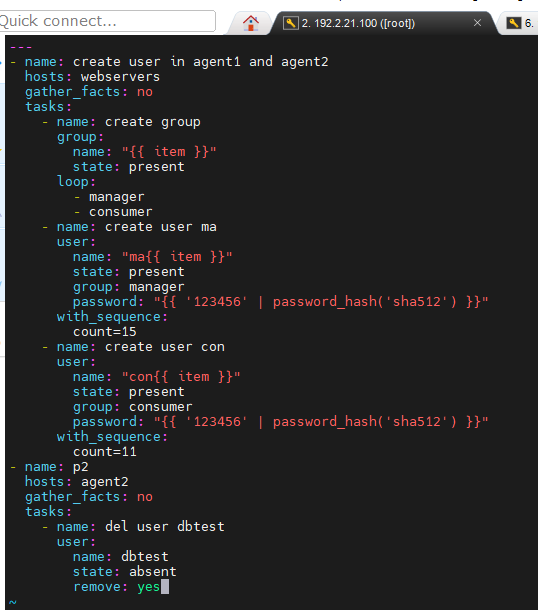 Quick connect...
2. 192.2.21.100 ([root])
6.
---
- name: create user in agent1 and agent2
  hosts: webservers
  gather_facts: no
  tasks:
    - name: create group
      group:
        name: "{{ item }}"
        state: present
      loop:
        - manager
        - consumer
    - name: create user ma
      user:
        name: "ma{{ item }}"
        state: present
        group: manager
        password: "{{ '123456' | password_hash('sha512') }}"
      with_sequence:
        count=15
    - name: create user con
      user:
        name: "con{{ item }}"
        state: present
        group: consumer
        password: "{{ '123456' | password_hash('sha512') }}"
      with_sequence:
        count=11
- name: p2
  hosts: agent2
  gather_facts: no
  tasks:
    - name: del user dbtest
      user:
        name: dbtest
        state: absent
        remove: yes
~